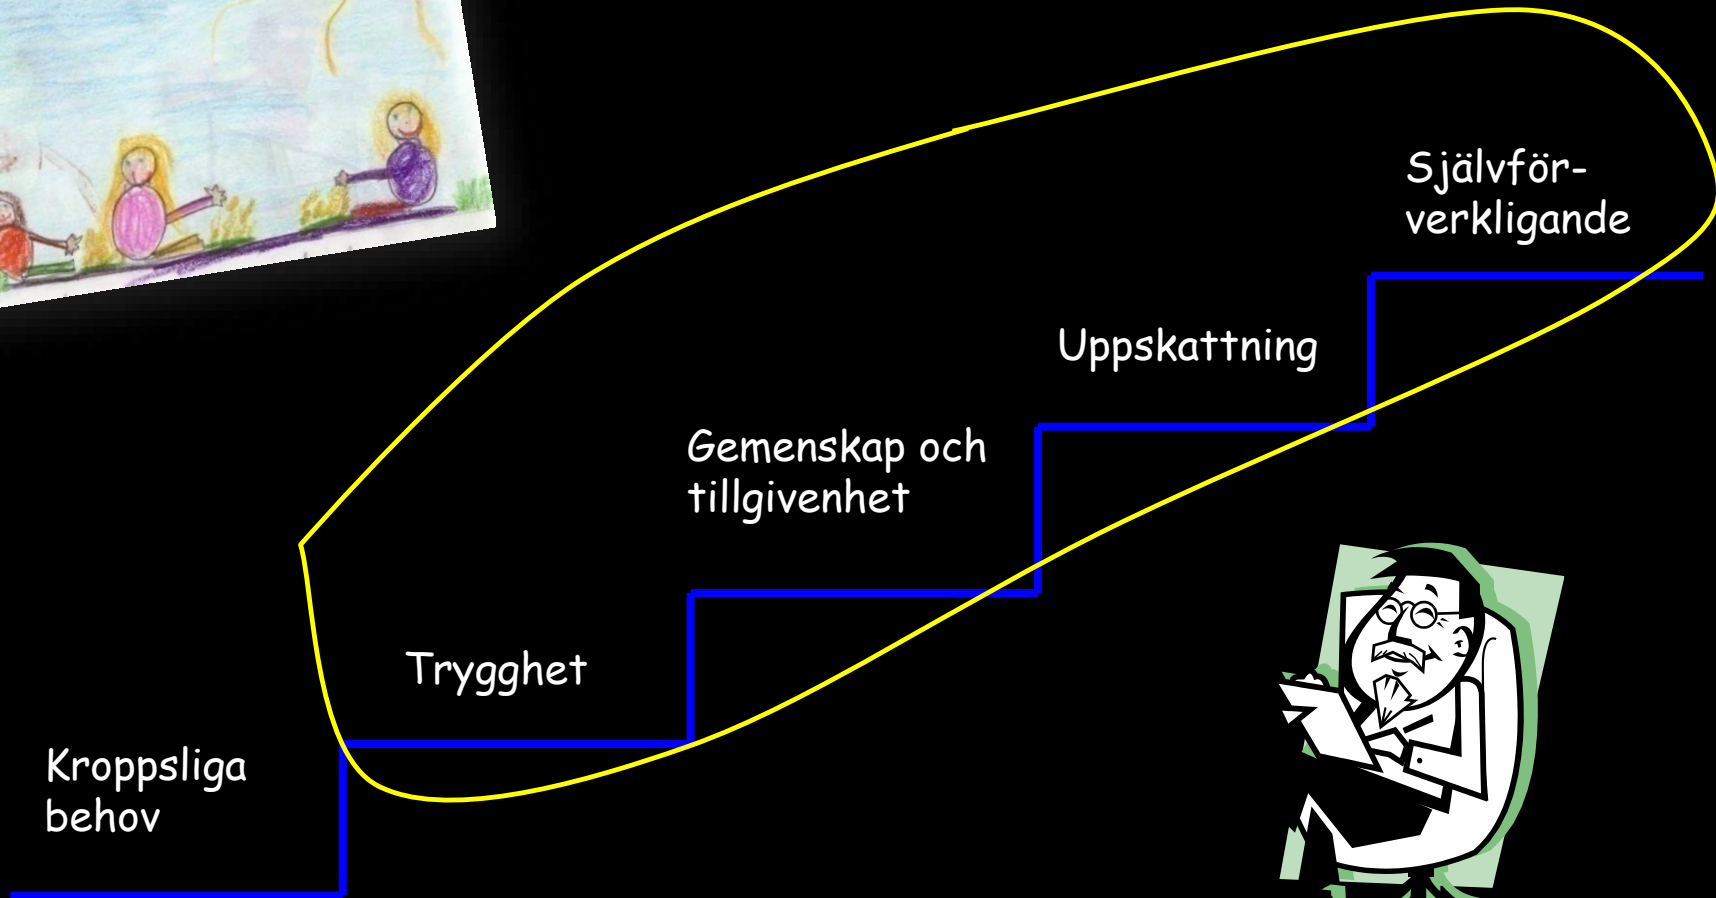 Självför-
verkligande
Uppskattning
Gemenskap och
tillgivenhet
Trygghet
Kroppsliga
behov